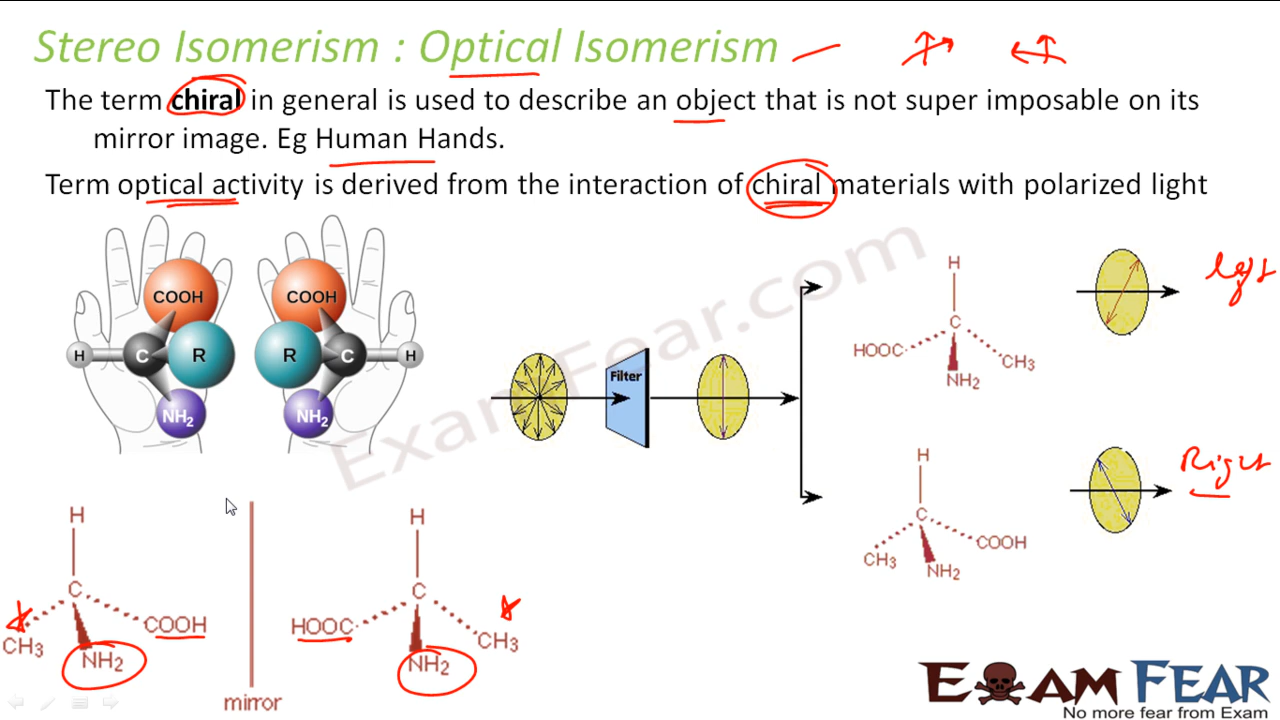 Stereo Isomerism : Optical Isomerism
The term chiral in general is used to describe an object that is not super imposable on its
mirror image. Eg Human Hands.
Term optical activity is derived from the interaction of chiral materials with polarized light
COOH COOH
H C R R C H
NH2 NH2
Filter
H
C
HOOC CH3
NH2
left
H
C
CH3 COOH
NH2
Right
H
C
CH3 COOH
NH2
mirror
H
C
HOOC CH3
NH2
ExamFear.com
EXAM FEAR
No more fear from Exam